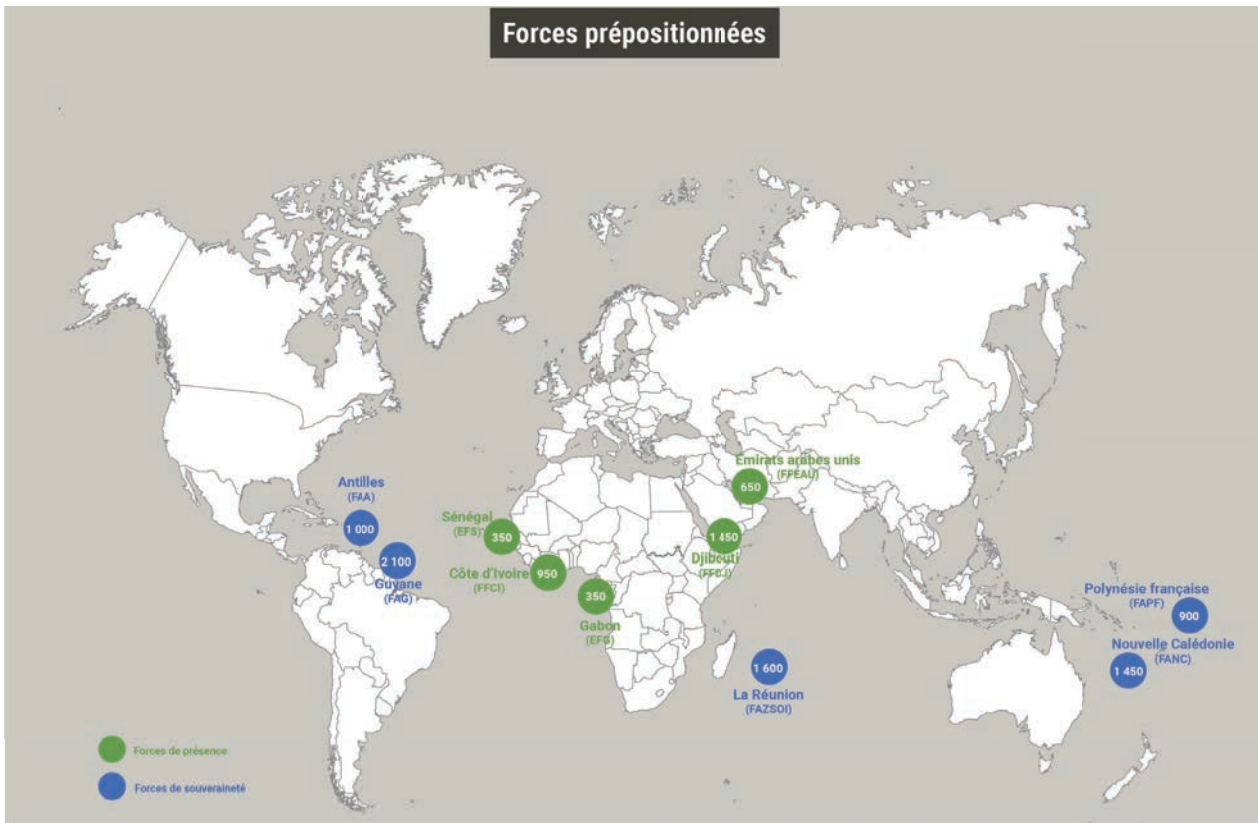 Forces prépositionnées
Émirats arabes unis
(FFEAU)
650
Antilles
(FAA)
1 000
Sénégal
(EFS)
350
1 450
Djibouti
(FFDJ)
2 100
Guyane
(FAG)
Côte d'Ivoire
(FFCI)
950
350
Gabon
(EFG)
Polynésie française
(FAPF)
900
Nouvelle Calédonie
(FANC)
1 450
1 600
La Réunion
(FAZSOI)
Forces de présence
Forces de souveraineté